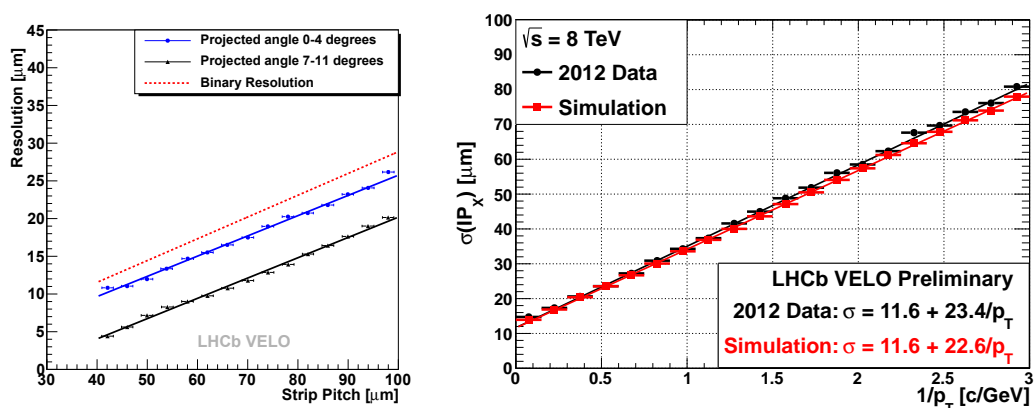 Resolution [μm]
45
40
35
30
25
20
15
10
5
0
Projected angle 0-4 degrees
Projected angle 7-11 degrees
Binary Resolution
LHCb VELO
30 40 50 60 70 80 90 100
Strip Pitch [μm]
σ(IPX) [μm]
100
90
80
70
60
50
40
30
20
10
0
√s = 8 TeV
2012 Data
Simulation
LHCb VELO Preliminary
2012 Data: σ = 11.6 + 23.4/pT
Simulation: σ = 11.6 + 22.6/pT
0 0.5 1 1.5 2 2.5 3
1/pT [c/GeV]